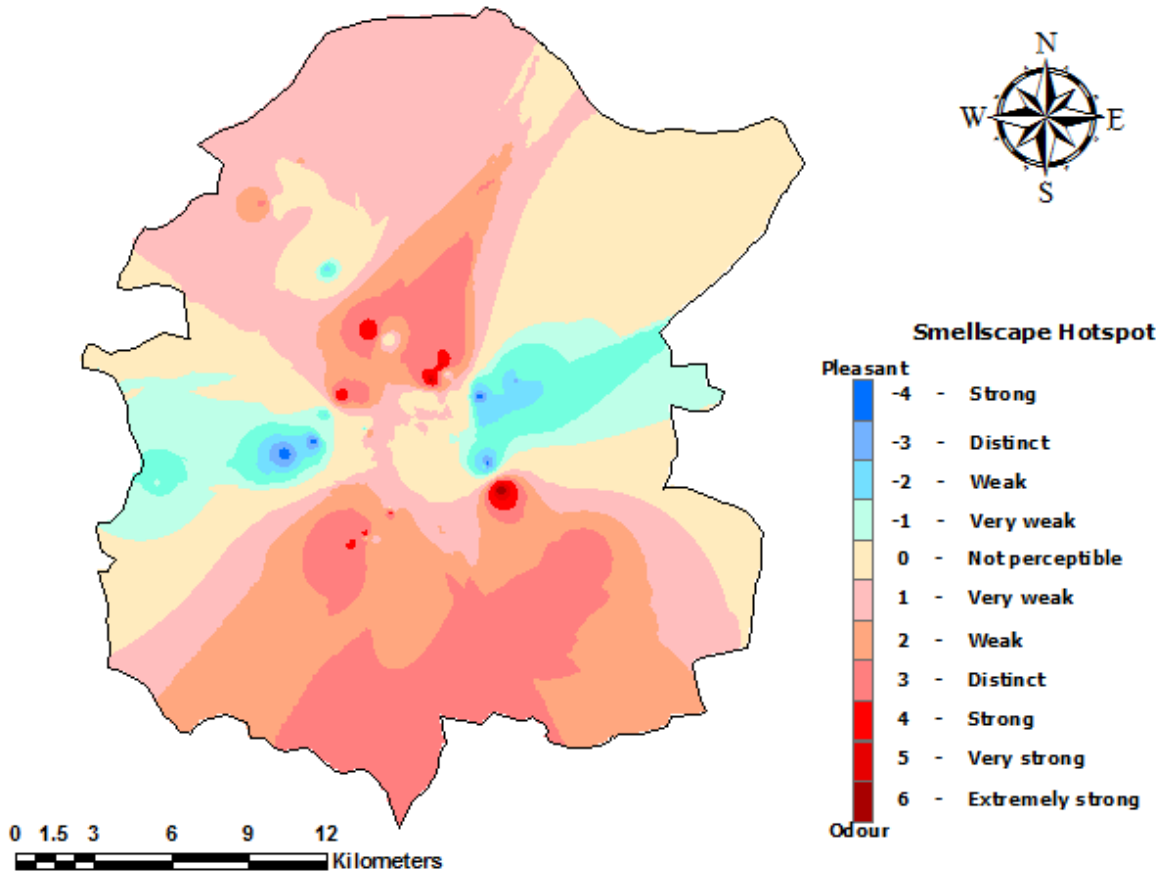 N
W E
S
Smellscape Hotspot
Pleasant
-4 - Strong
-3 - Distinct
-2 - Weak
-1 - Very weak
0 - Not perceptible
1 - Very weak
2 - Weak
3 - Distinct
4 - Strong
5 - Very strong
6 - Extremely strong
Odour
0 1.5 3 6 9 12
Kilometers